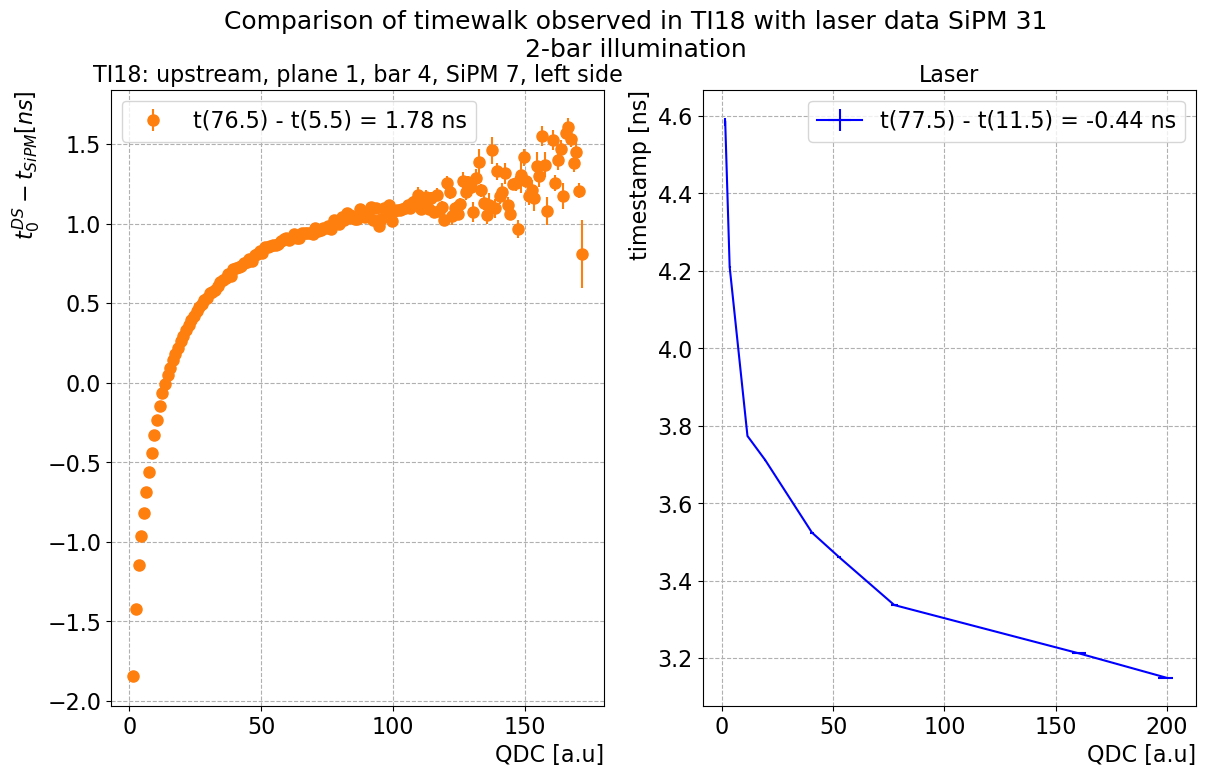 Comparison of timewalk observed in TI18 with laser data SiPM 31
2-bar illumination
TI18: upstream, plane 1, bar 4, SiPM 7, left side
t(76.5) - t(5.5) = 1.78 ns
t_0^{DS} − t_{SiPM}[ns]
1.5
1.0
0.5
0.0
−0.5
−1.0
−1.5
−2.0
0 50 100 150
QDC [a.u]
Laser
t(77.5) - t(11.5) = -0.44 ns
timestamp [ns]
4.6
4.4
4.2
4.0
3.8
3.6
3.4
3.2
0 50 100 150 200
QDC [a.u]